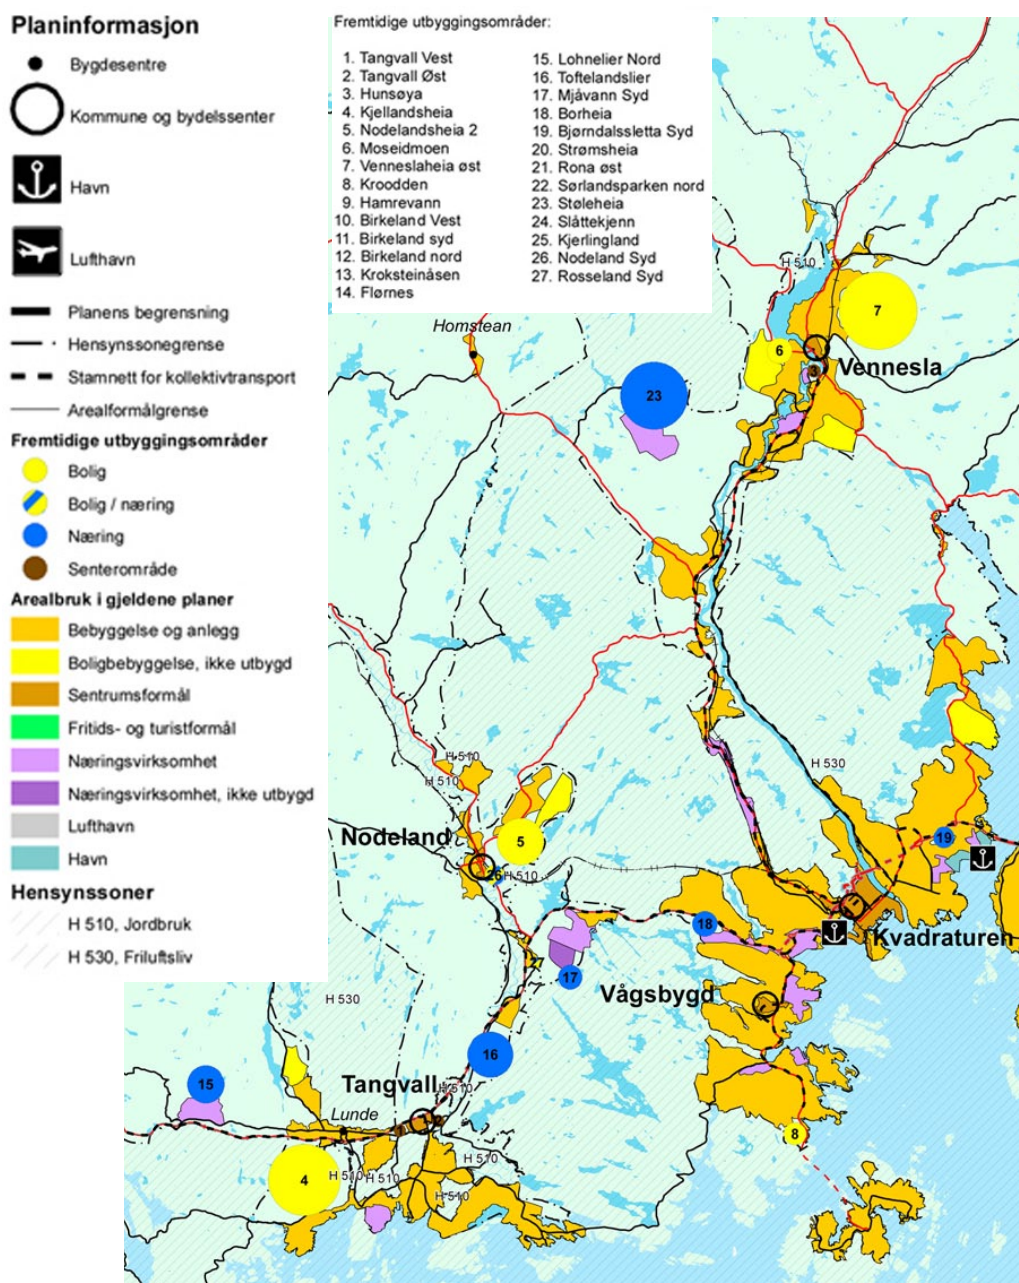 Planinformasjon
Bygdesentre
Kommune og bydelssenter
Havn
Lufthavn
Planens begrensning
Hensynssonegrense
Stamnett for kollektivtransport
Arealformålgrense
Fremtidige utbyggingsområder
Bolig
Bolig / næring
Næring
Senterområde
Arealbruk i gjeldene planer
Bebyggelse og anlegg
Boligbebyggelse, ikke utbygd
Sentrumsformål
Fritids- og turistformål
Næringsvirksomhet
Næringsvirksomhet, ikke utbygd
Lufthavn
Havn
Hensynssoner
H 510, Jordbruk
H 530, Friluftsliv
Fremtidige utbyggingsområder:
1. Tangvall Vest
2. Tangvall Øst
3. Hunsøya
4. Kjellandsheia
5. Nodelandsheia 2
6. Moseidmoen
7. Venneslaheia øst
8. Kroodden
9. Hamrevann
10. Birkeland Vest
11. Birkeland syd
12. Birkeland nord
13. Kroksteinåsen
14. Flørnes
15. Lohnelier Nord
16. Toftelandslier
17. Mjåvann Syd
18. Borheia
19. Bjørndalssletta Syd
20. Strømsheia
21. Rona øst
22. Sørlandsparken nord
23. Støleheia
24. Slåttekjenn
25. Kjerlingland
26. Nodeland Syd
27. Rosseland Syd
H 510
7
Homstean
6
Vennesla
3
23
H 510
H 510
H 530
Nodeland
5
26
H 510
19
18
Kvadraturen
27
17
Vågsbygd
H 530
16
15
Tangvall
H 510
Lunde
1
2
8
H 510
4
H 510
H 510
H 510